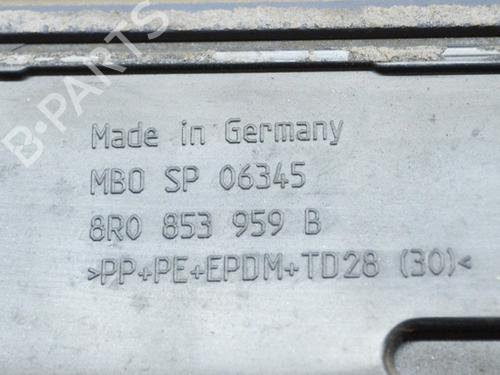 B-PARTS
Made in Germany
MBO SP 06345
8R0 853 959 B
>PP+PE+EPDM+TD28 (30)<